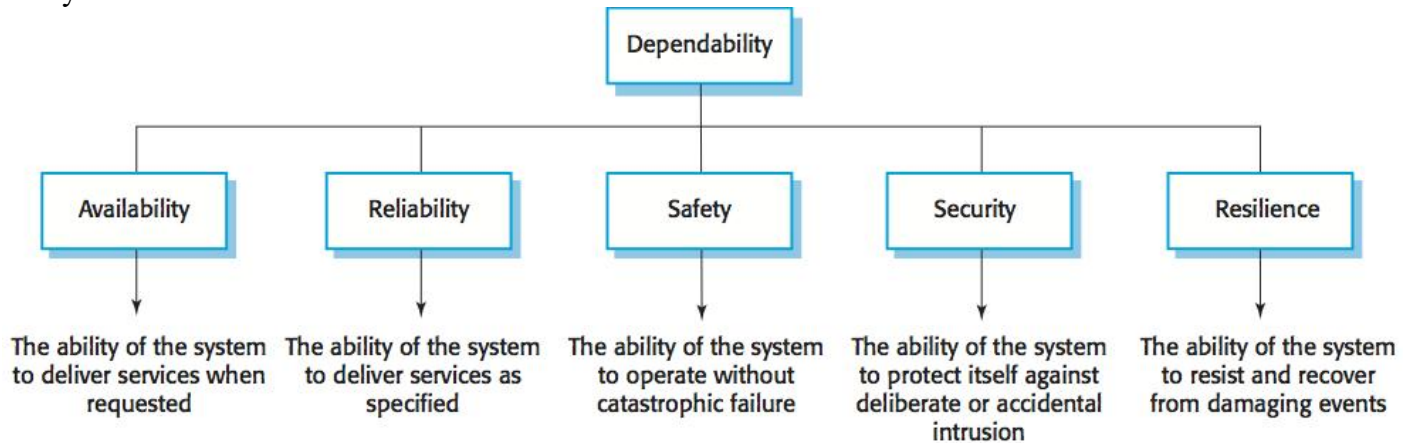 Dependability
Availability
Reliability
Safety
Security
Resilience
The ability of the system
to deliver services when
requested
The ability of the system
to deliver services as
specified
The ability of the system
to operate without
catastrophic failure
The ability of the system
to protect itself against
deliberate or accidental
intrusion
The ability of the system
to resist and recover
from damaging events